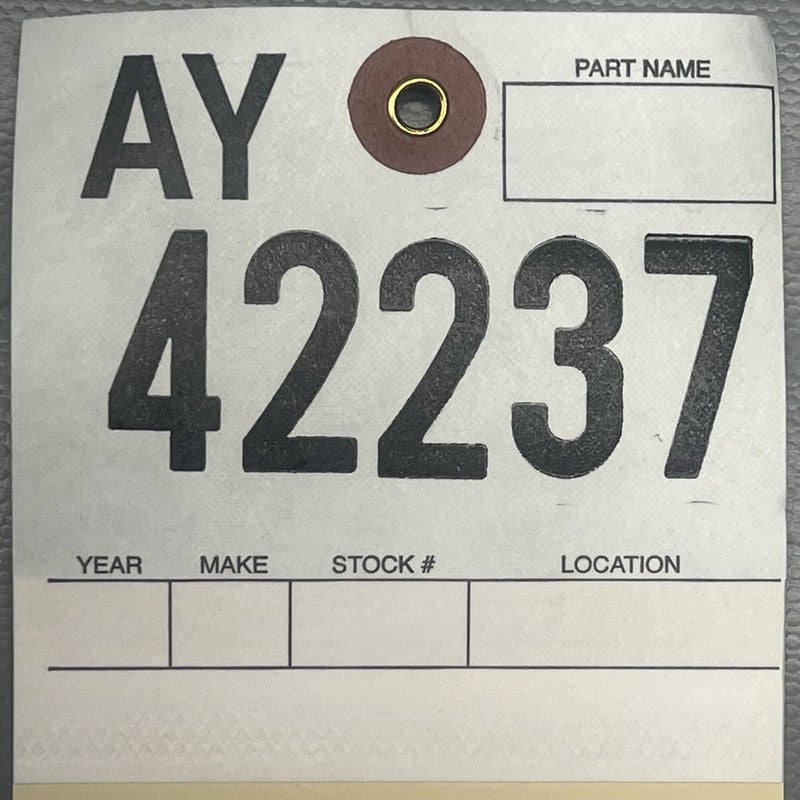 AY
PART NAME
42237
YEAR MAKE STOCK # LOCATION